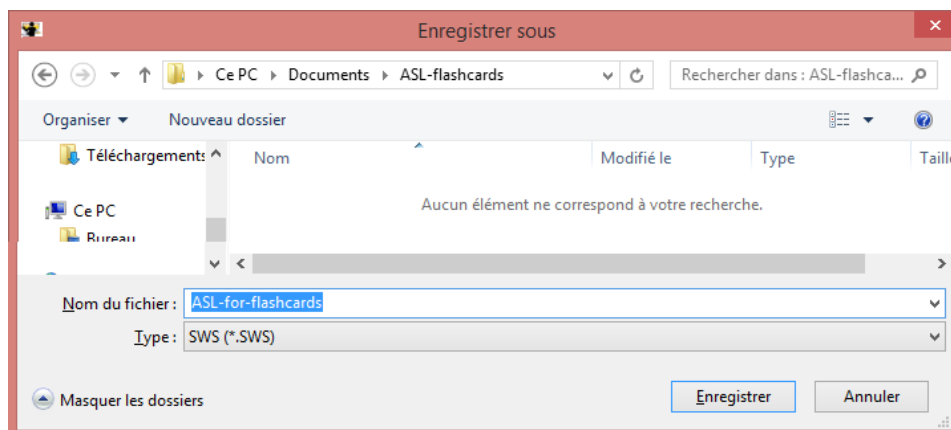 Enregistrer sous
Ce PC Documents ASL-flashcards Rechercher dans : ASL-flashca...
Organiser Nouveau dossier
Téléchargements Nom Modifié le Type Taill
Aucun élément ne correspond à votre recherche.
Ce PC
Bureau
Nom du fichier : ASL-for-flashcards
Type : SWS (*.SWS)
Masquer les dossiers Enregistrer Annuler